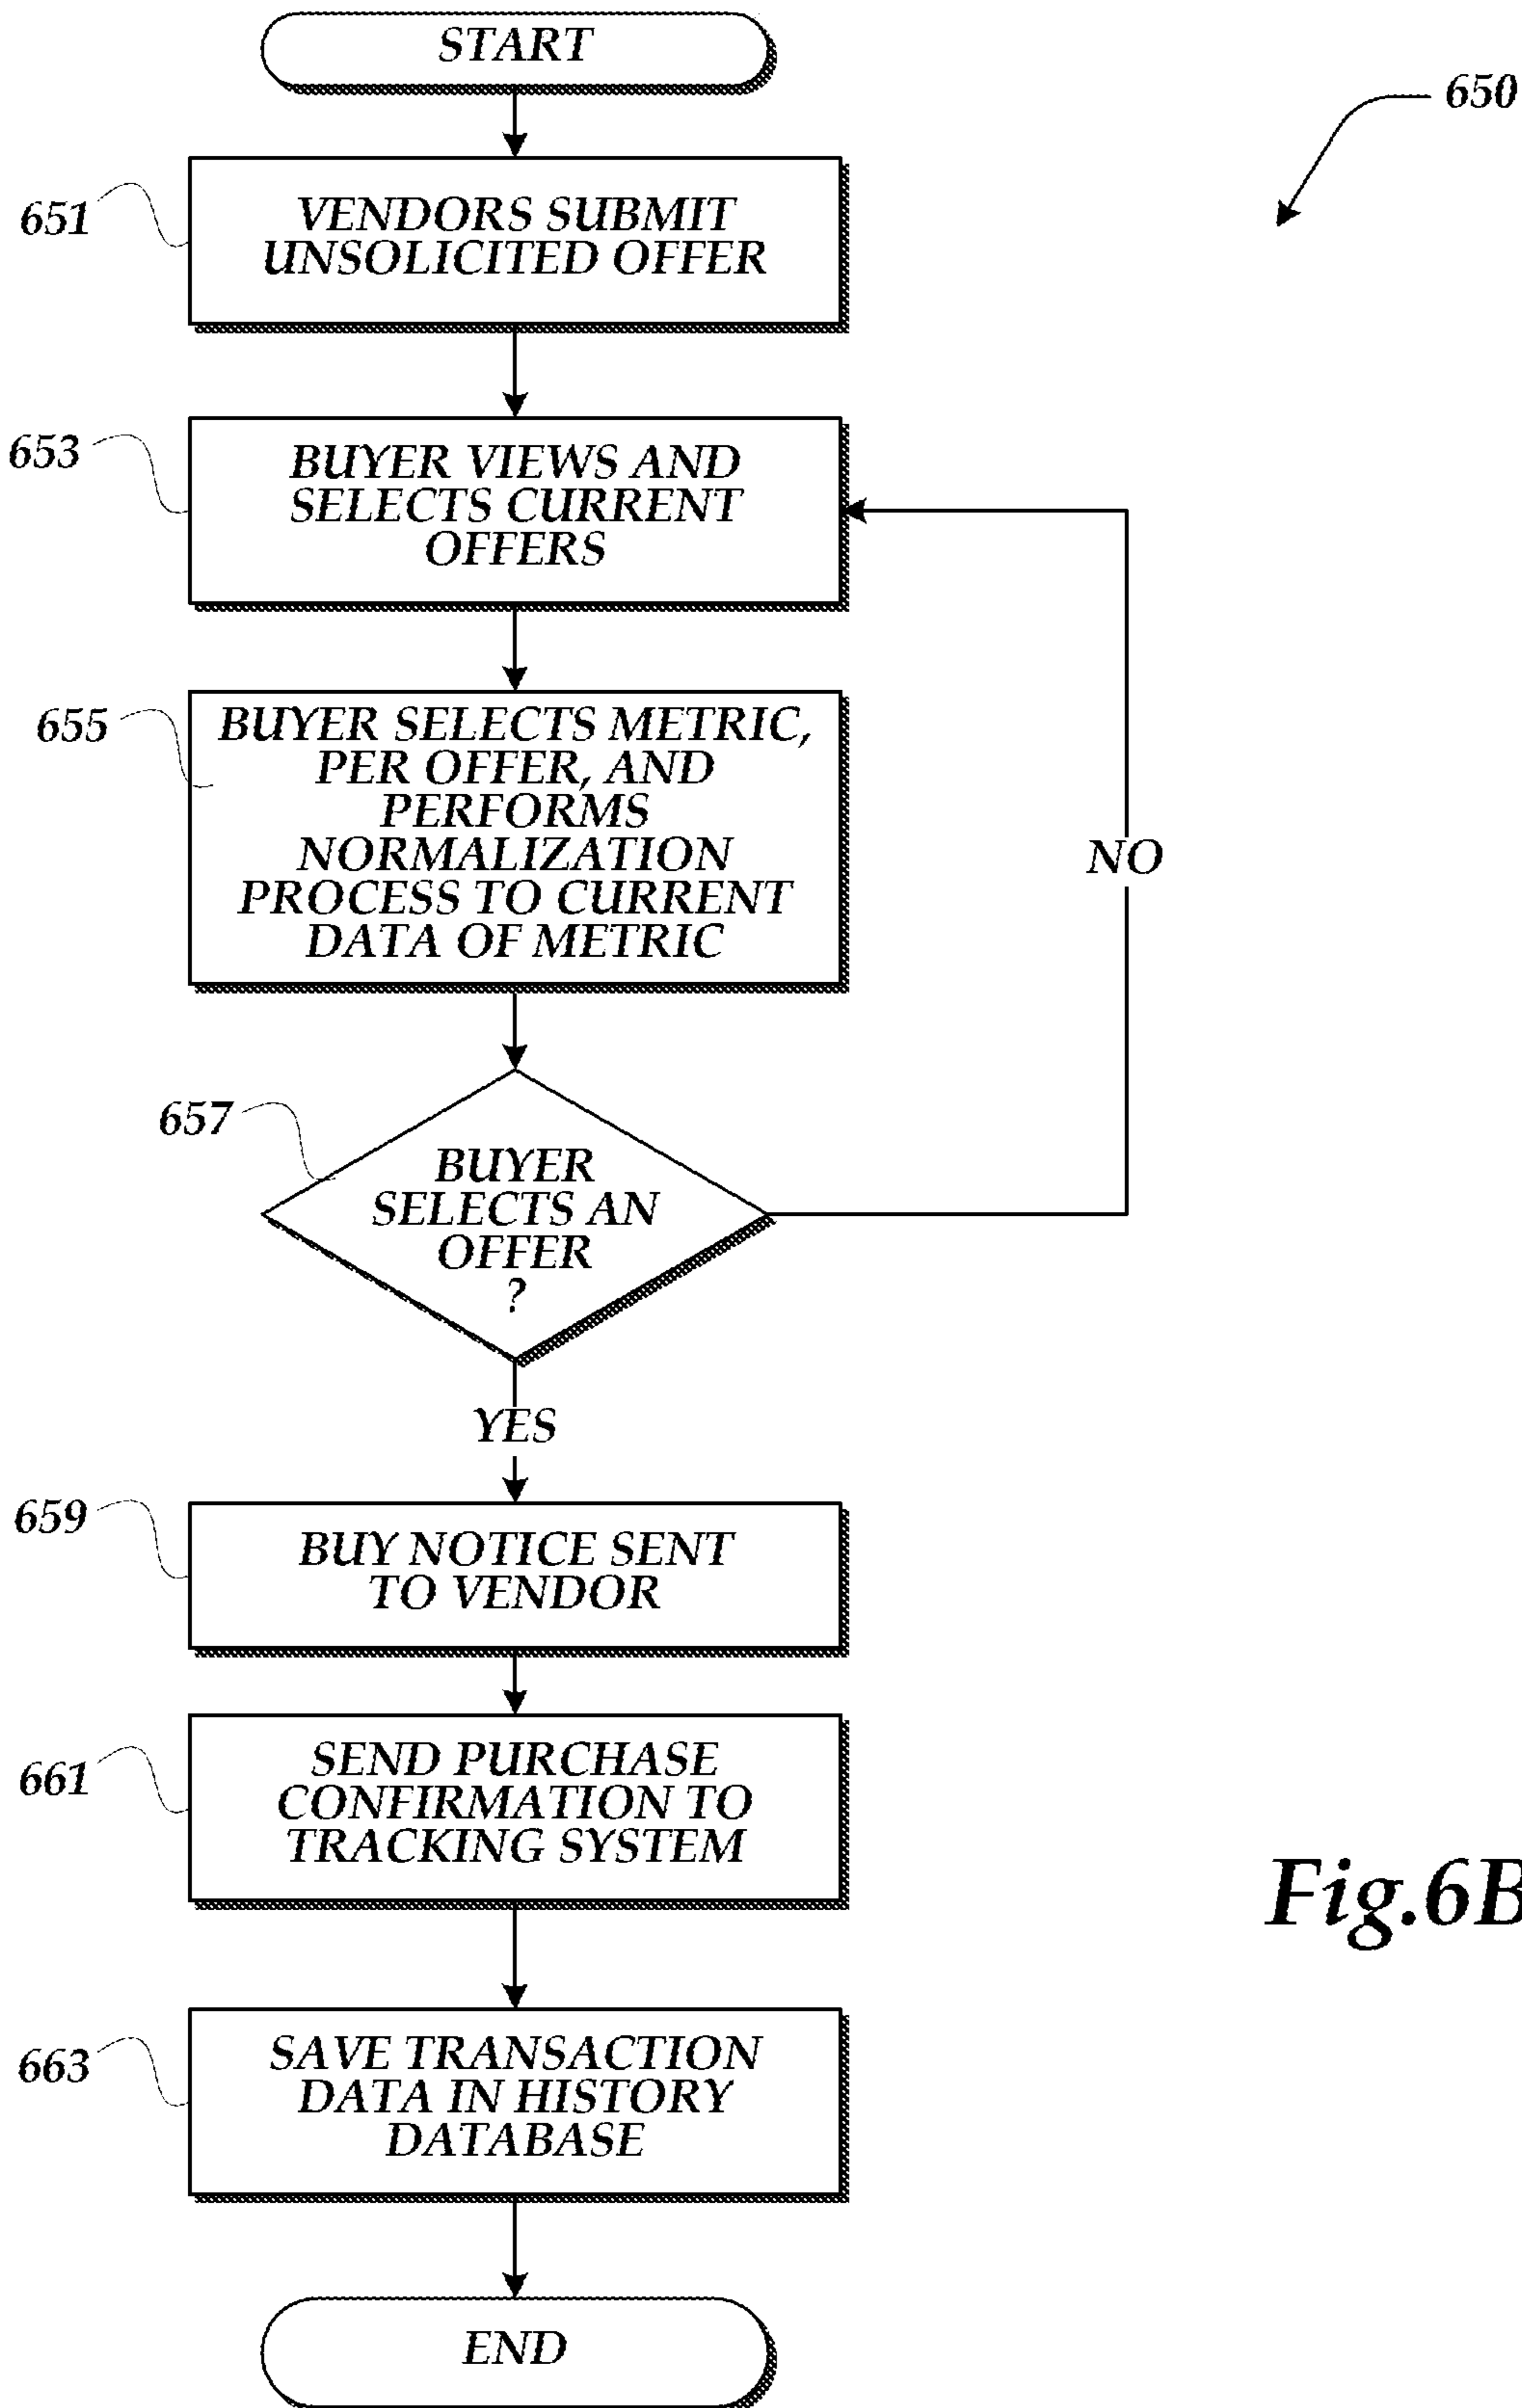 START
650
651
VENDORS SUBMIT
UNSOLICITED OFFER
653
BUYER VIEWS AND
SELECTS CURRENT
OFFERS
655
BUYER SELECTS METRIC,
PER OFFER, AND
PERFORMS
NORMALIZATION
PROCESS TO CURRENT
DATA OF METRIC
NO
657
BUYER
SELECTS AN
OFFER
?
YES
659
BUY NOTICE SENT
TO VENDOR
661
SEND PURCHASE
CONFIRMATION TO
TRACKING SYSTEM
Fig.6B
663
SAVE TRANSACTION
DATA IN HISTORY
DATABASE
END